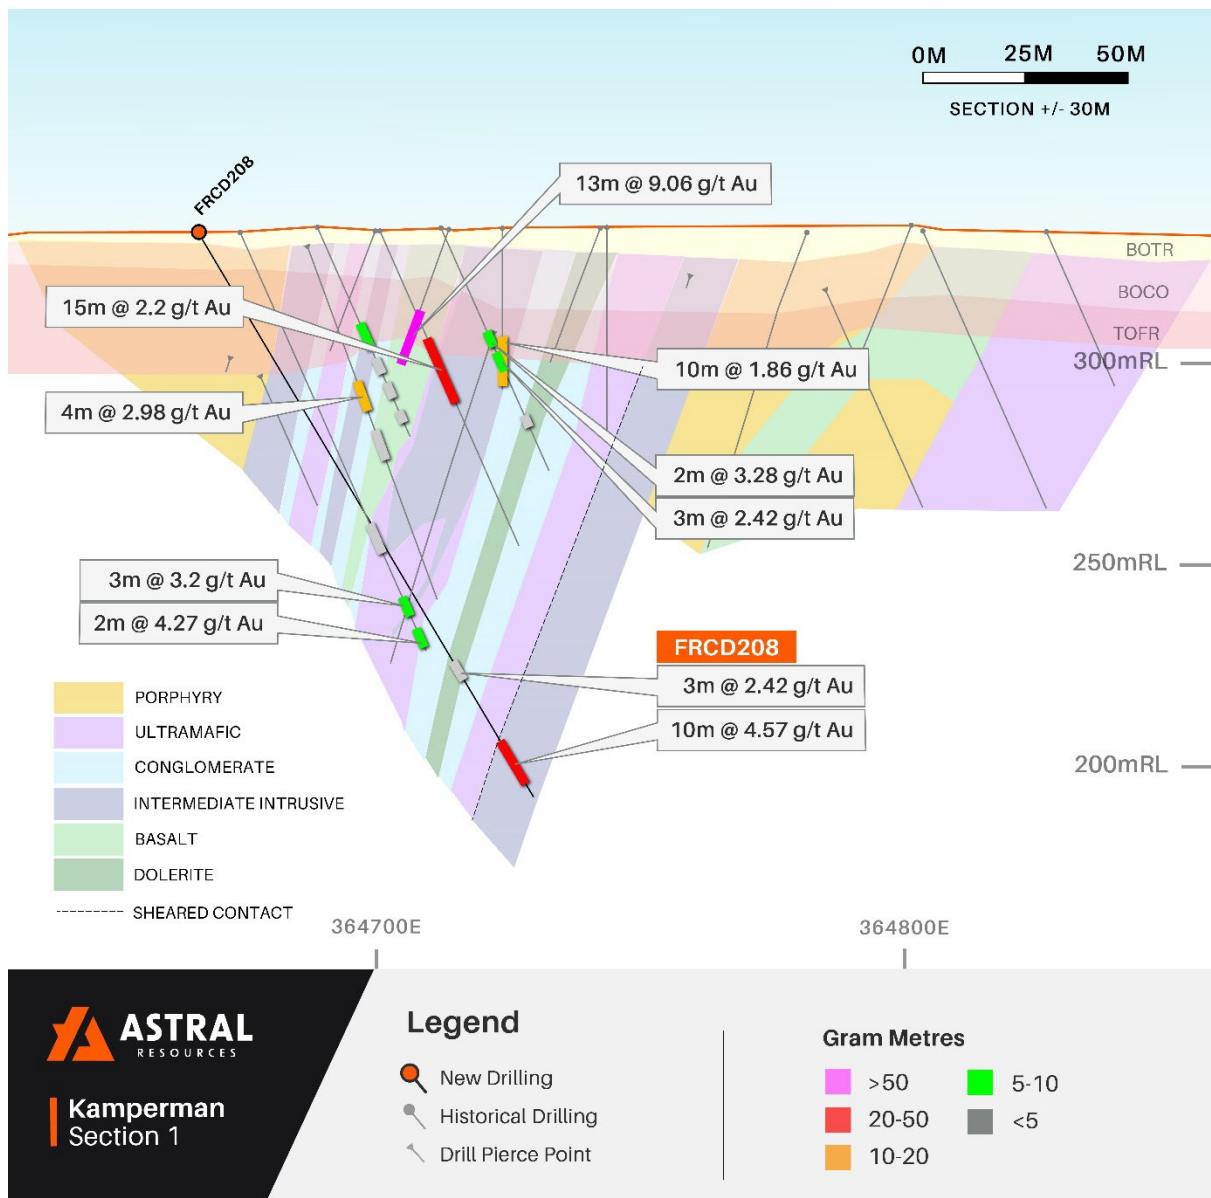 0M 25M 50M
SECTION +/- 30M
FRCD208
13m @ 9.06 g/t Au
BOTR
BOCO
TOFR
15m @ 2.2 g/t Au
300mRL
10m @ 1.86 g/t Au
4m @ 2.98 g/t Au
2m @ 3.28 g/t Au
3m @ 2.42 g/t Au
250mRL
3m @ 3.2 g/t Au
2m @ 4.27 g/t Au
FRCD208
3m @ 2.42 g/t Au
10m @ 4.57 g/t Au
200mRL
PORPHYRY
ULTRAMAFIC
CONGLOMERATE
INTERMEDIATE INTRUSIVE
BASALT
DOLERITE
SHEARED CONTACT
364700E
364800E
ASTRAL
RESOURCES
Kamperman
Section 1
Legend
New Drilling
Historical Drilling
Drill Pierce Point
Gram Metres
>50
20-50
10-20
5-10
<5